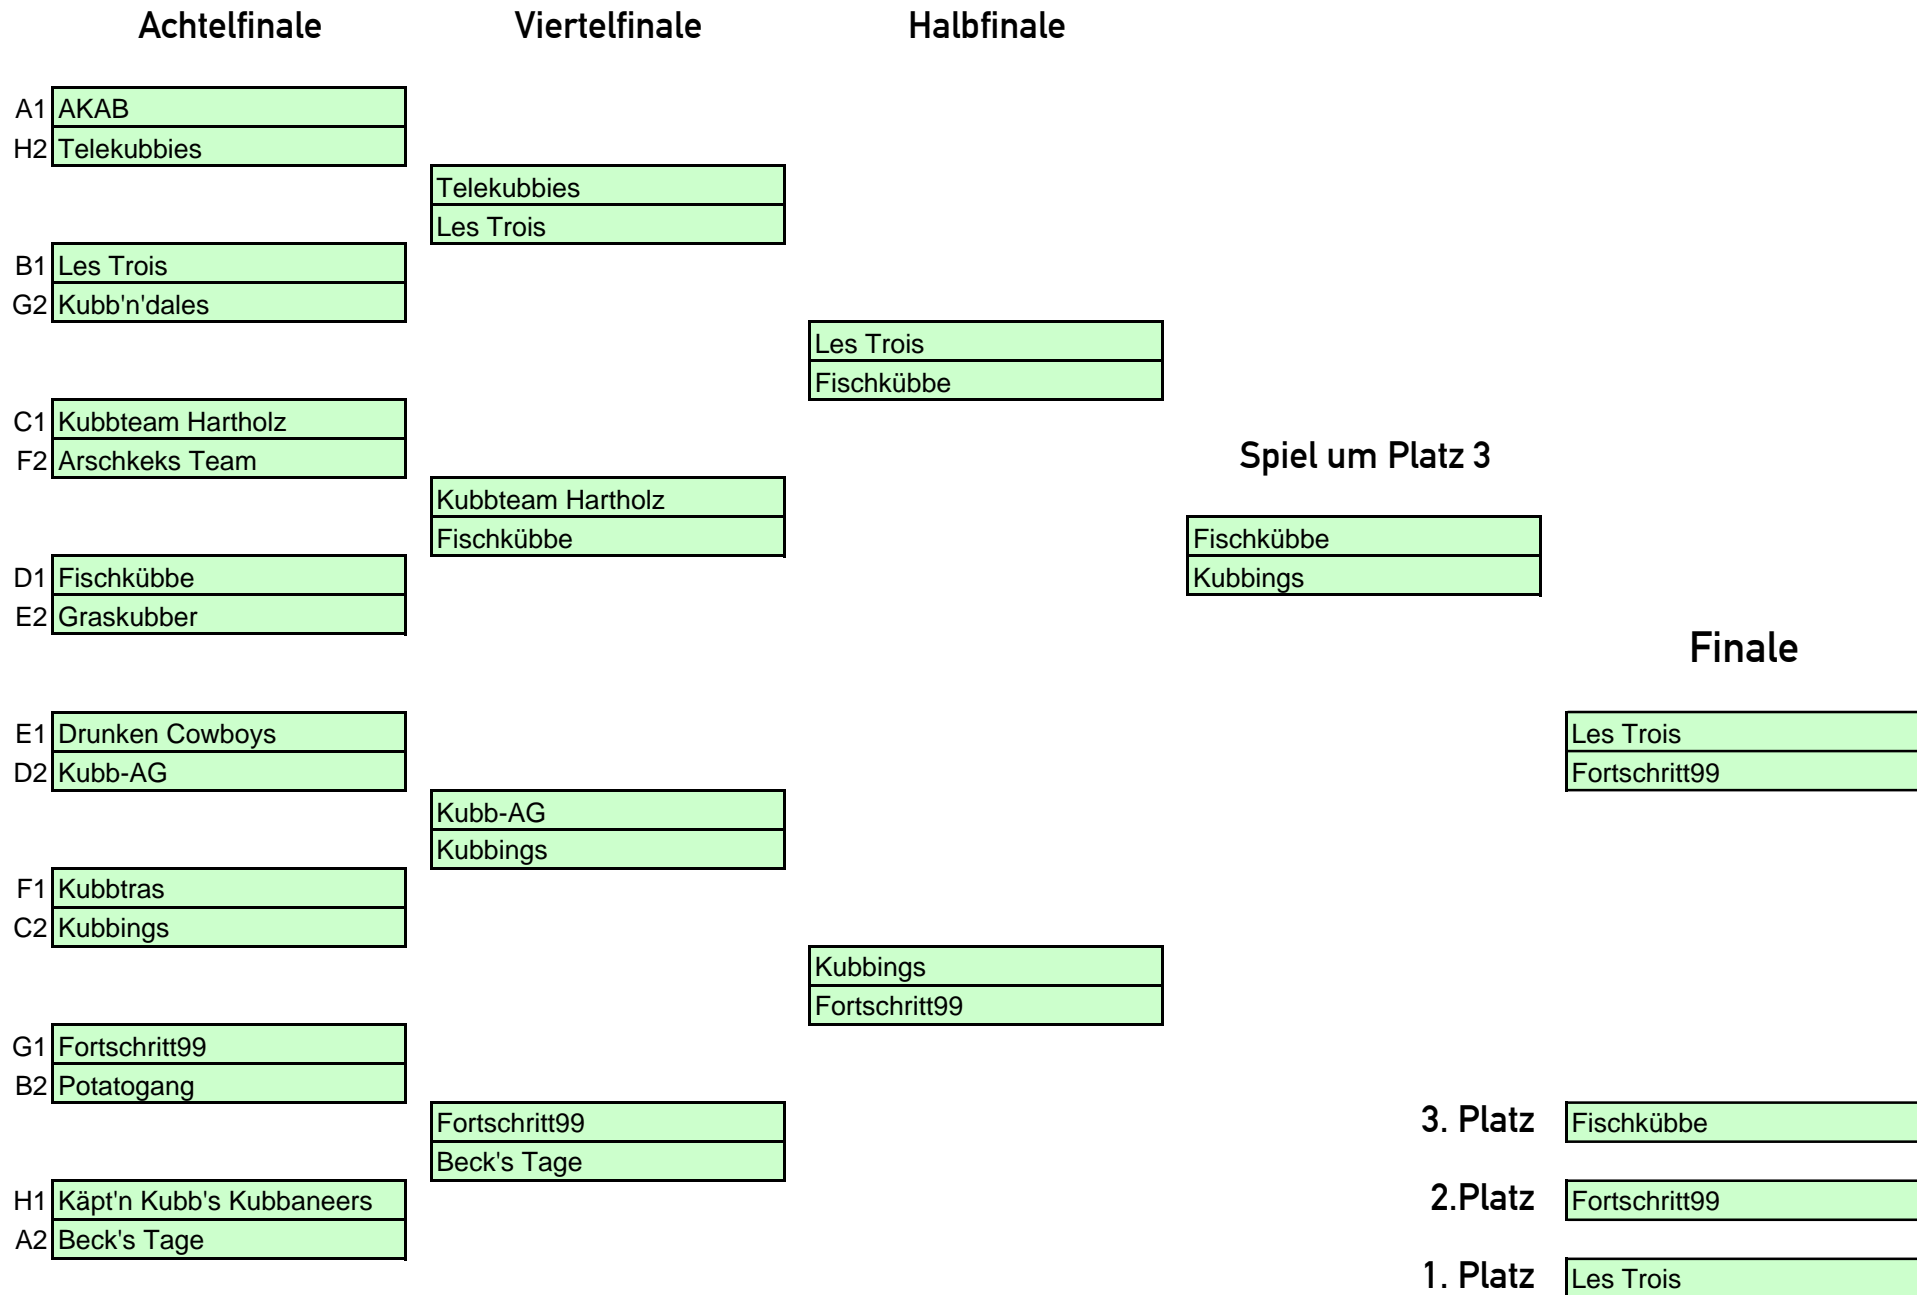 Achtelfinale Viertelfinale Halbfinale
A1 AKAB
H2 Telekubbies
Telekubbies
Les Trois
B1 Les Trois
G2 Kubb'n'dales
Les Trois
Fischkübbe
C1 Kubbteam Hartholz
F2 Arschkeks Team
Spiel um Platz 3
Kubbteam Hartholz
Fischkübbe
Fischkübbe
Kubbings
D1 Fischkübbe
E2 Graskubber
Finale
E1 Drunken Cowboys
D2 Kubb-AG
Les Trois
Fortschritt99
Kubb-AG
Kubbings
F1 Kubbtras
C2 Kubbings
Kubbings
Fortschritt99
G1 Fortschritt99
B2 Potatogang
Fortschritt99
Beck's Tage
3. Platz Fischkübbe
H1 Käpt'n Kubb's Kubbaneers
A2 Beck's Tage
2.Platz Fortschritt99
1. Platz Les Trois